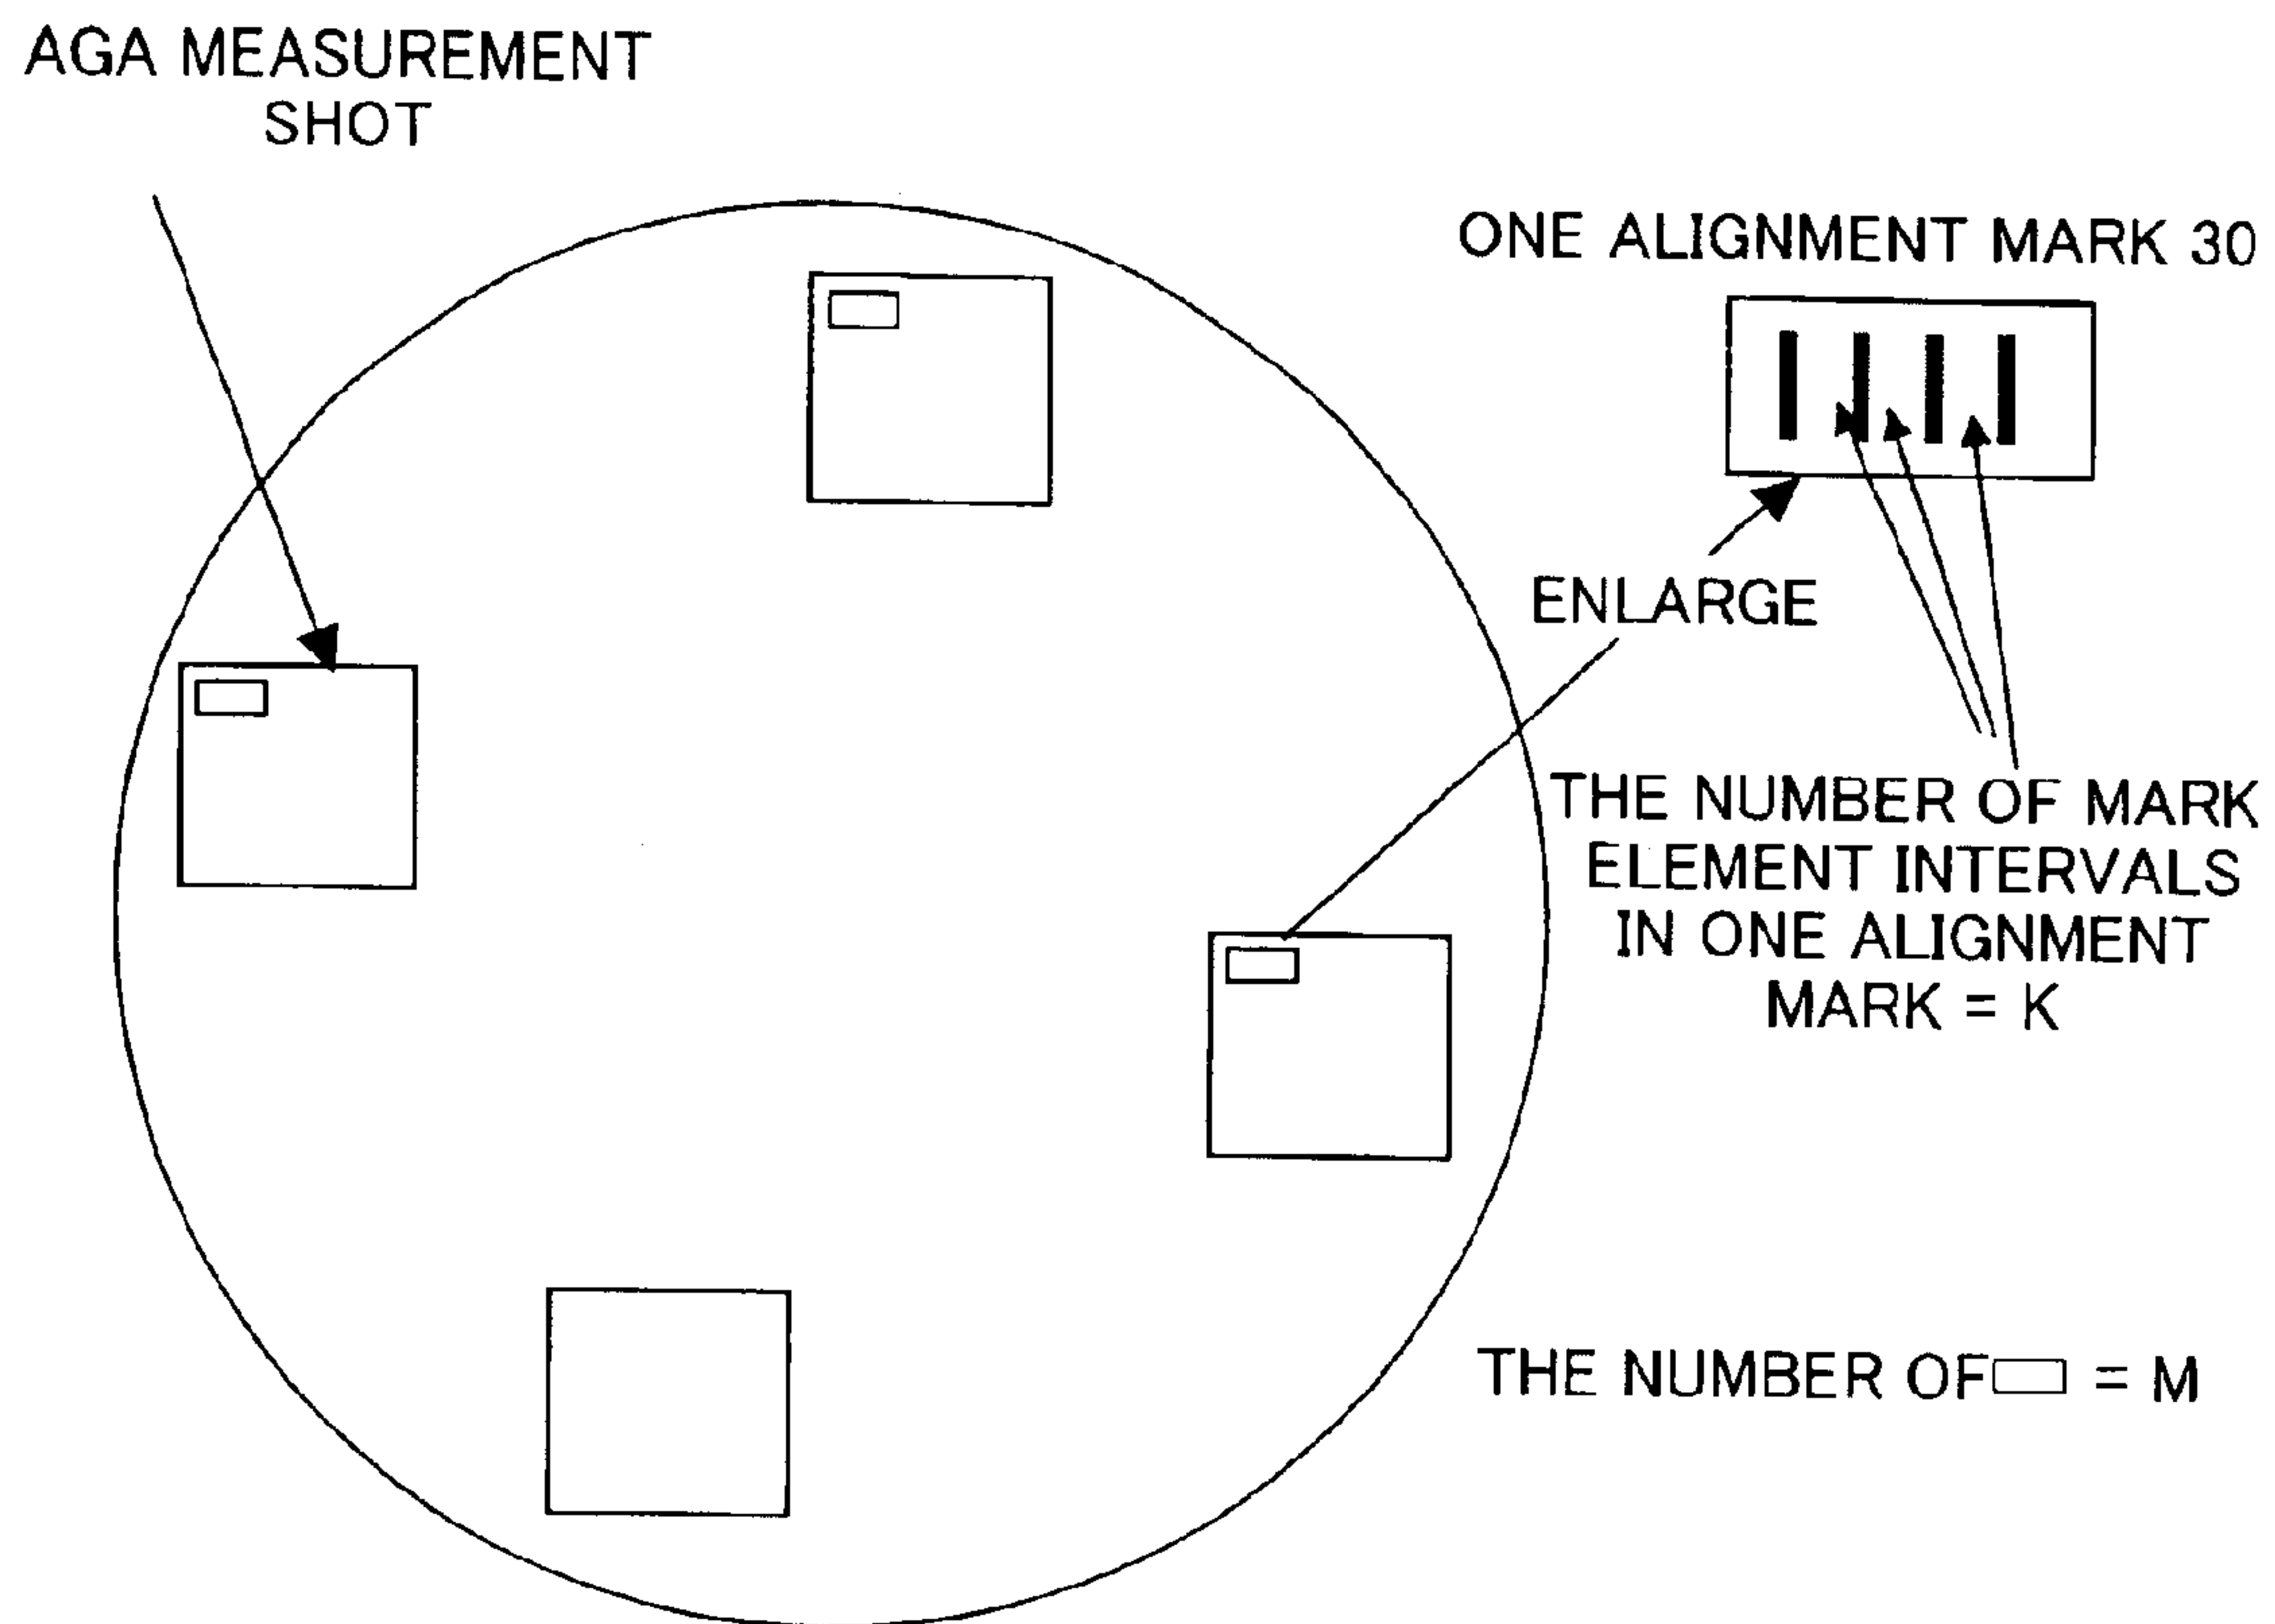 AGA MEASUREMENT
SHOT
ONE ALIGNMENT MARK 30
ENLARGE
THE NUMBER OF MARK
ELEMENT INTERVALS
IN ONE ALIGNMENT
MARK = K
THE NUMBER OF = M